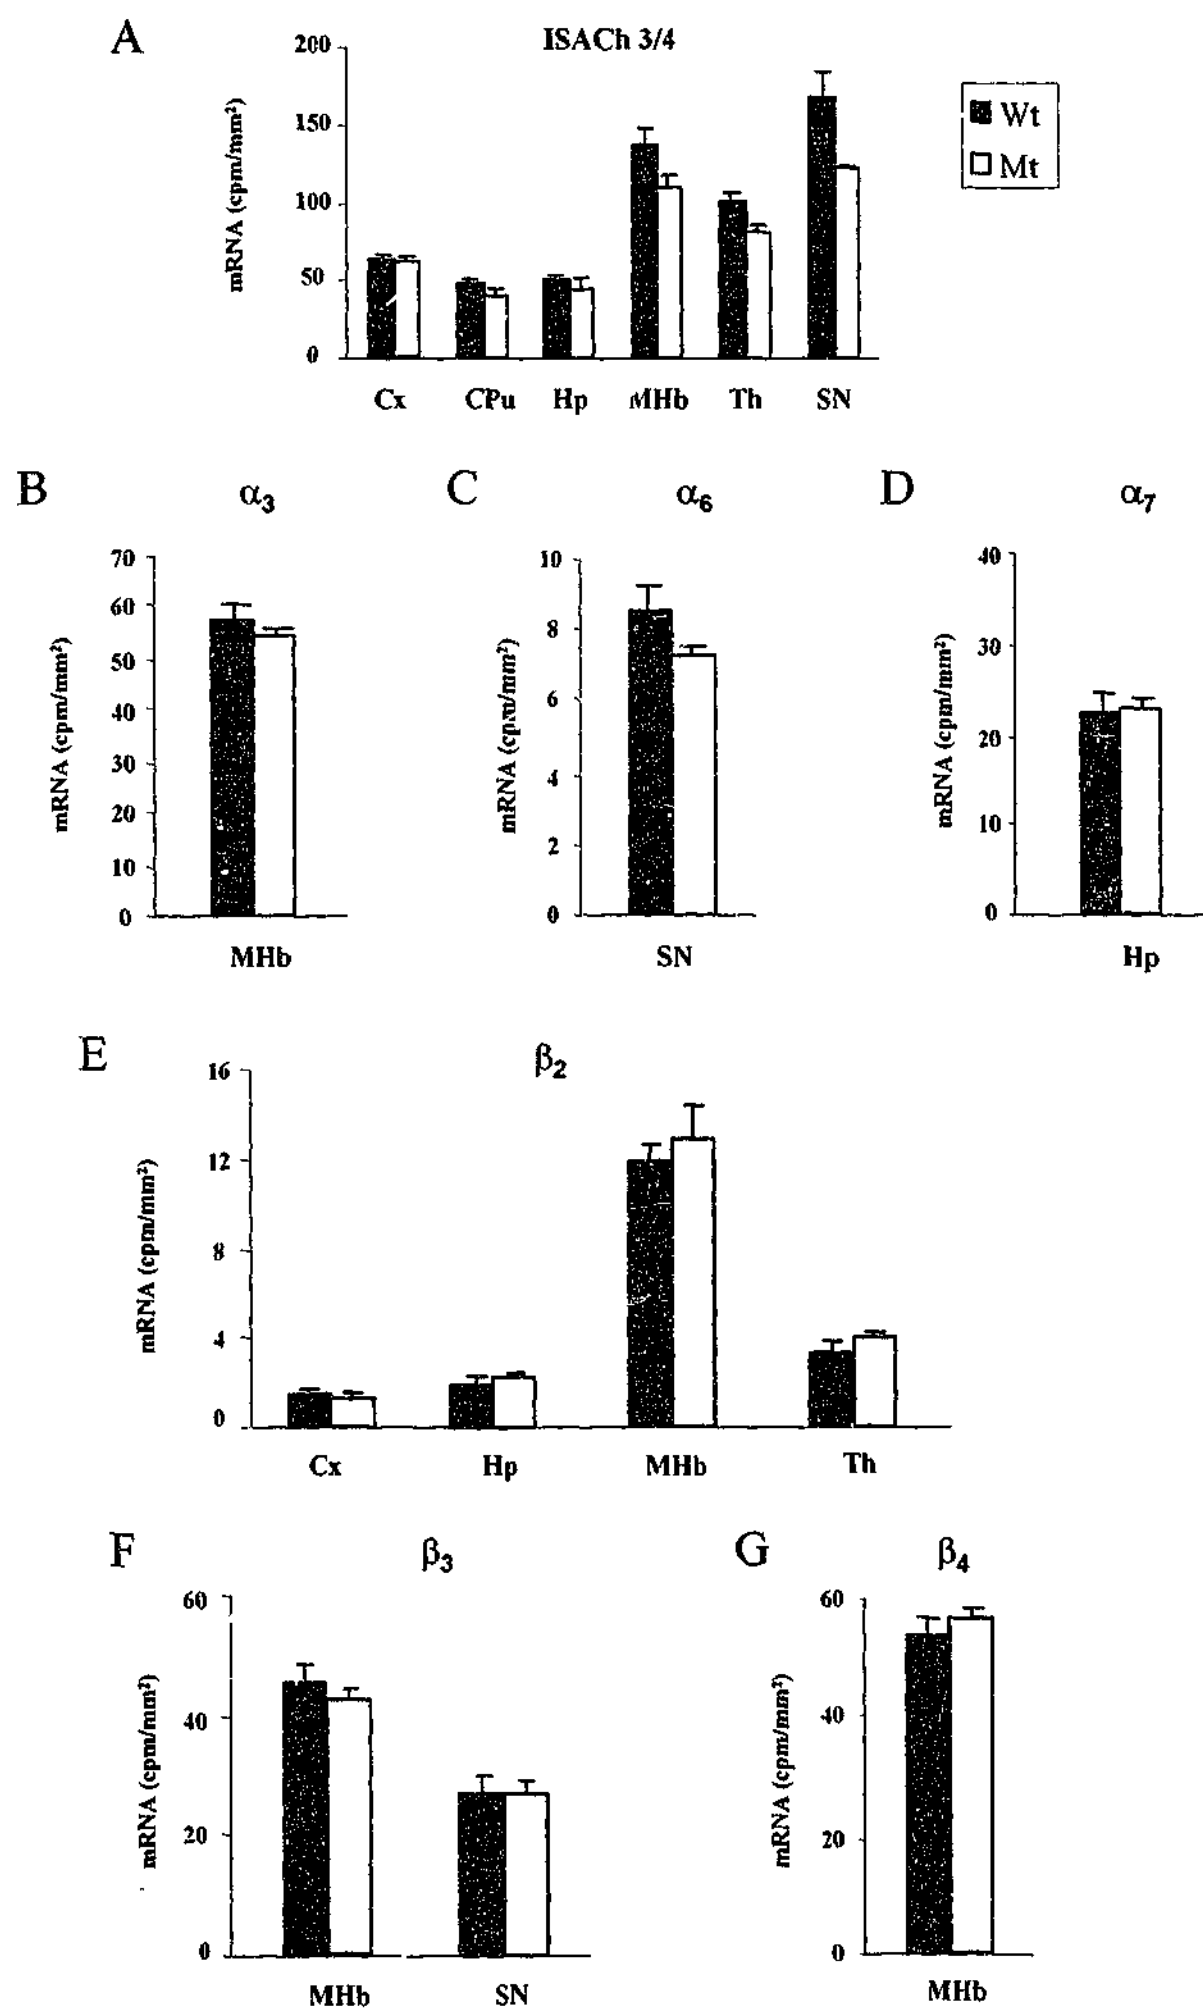 A
ISACh 3/4
mRNA (cpm/mm²)
200
150
100
50
0
Cx CPu Hp MHb Th SN
Wt
Mt
B
α3
mRNA (cpm/mm²)
70
60
50
40
30
20
10
0
MHb
C
α6
mRNA (cpm/mm²)
10
8
6
4
2
0
SN
D
α7
mRNA (cpm/mm²)
40
30
20
10
0
Hp
E
β2
mRNA (cpm/mm²)
16
12
8
4
0
Cx Hp MHb Th
F
β3
mRNA (cpm/mm²)
60
40
20
0
MHb SN
G
β4
mRNA (cpm/mm²)
60
40
20
0
MHb